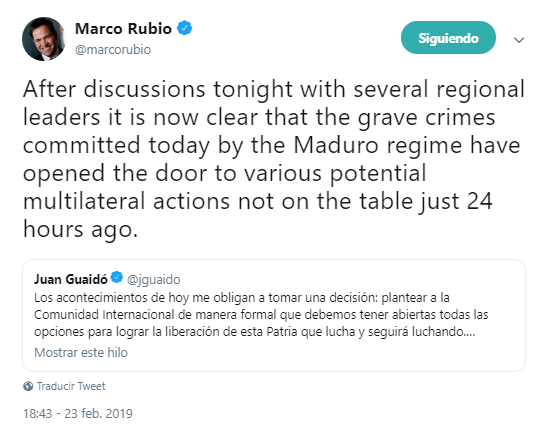 Marco Rubio
@marcorubio
Siguiendo
After discussions tonight with several regional
leaders it is now clear that the grave crimes
committed today by the Maduro regime have
opened the door to various potential
multilateral actions not on the table just 24
hours ago.
Juan Guaidó @jguaido
Los acontecimientos de hoy me obligan a tomar una decisión: plantear a la
Comunidad Internacional de manera formal que debemos tener abiertas todas las
opciones para lograr la liberación de esta Patria que lucha y seguirá luchando....
Mostrar este hilo
Traducir Tweet
18:43 - 23 feb. 2019